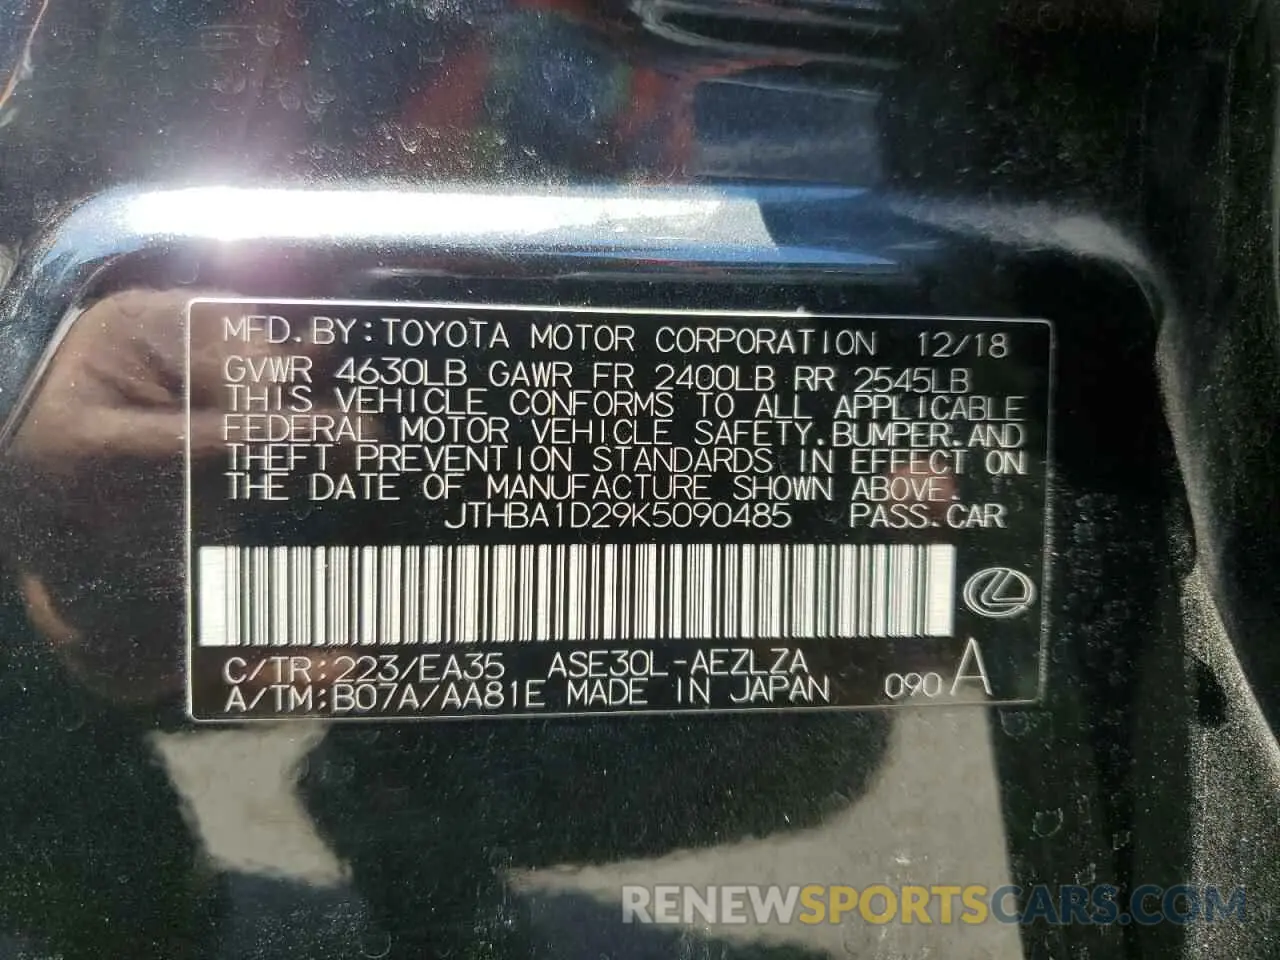 MFD. BY: TOYOTA MOTOR CORPORATION 12/18
GVWR 4630LB GAWR FR 2400LB RR 2545LB
THIS VEHICLE CONFORMS TO ALL APPLICABLE
FEDERAL MOTOR VEHICLE SAFETY. BUMPER. AND
THEFT PREVENTION STANDARDS IN EFFECT ON
THE DATE OF MANUFACTURE SHOWN ABOVE.
JTHBA1D29K5090485 PASS. CAR
C/TR: 223/EA35 ASE30L-AEZLZA
A/TM: B07A/AA81E MADE IN JAPAN 090 A
RENEWSPORTSCARS.COM